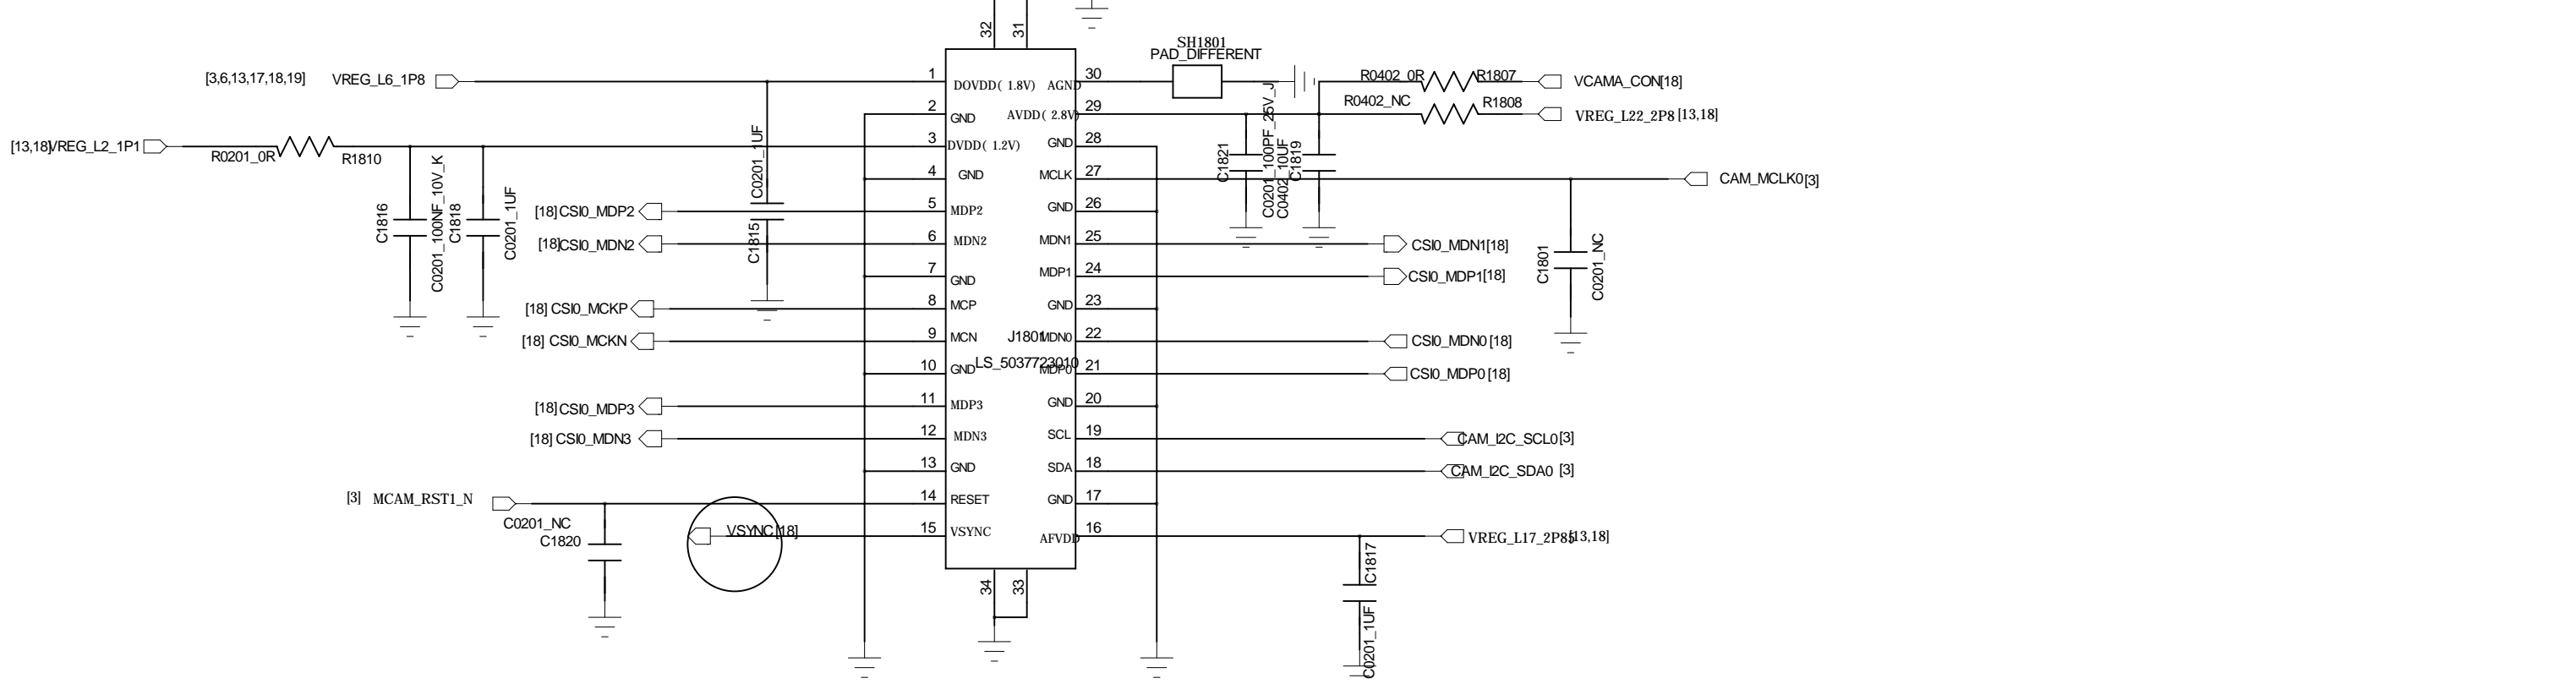 32
31
SH1801
PAD_DIFFERENT
[3,6,13,17,18,19] VREG_L6_1P8
1
DOVDD( 1.8V)
AGND
30
R0402_0R
R1807
VCAMA_CON[18]
2
GND
AVDD( 2.8V)
29
R0402_NC
R1808
VREG_L22_2P8 [13,18]
[13,18]VREG_L2_1P1
R0201_0R
R1810
3
DVDD( 1.2V)
GND
28
C1816
C0201_100NF_10V_K
C1818
C0201_1UF
C0201_1UF
C1815
C1821
C0201_100PF_25V_J
C0402_10UF
C1819
4
GND
MCLK
27
CAM_MCLK0[3]
[18] CSI0_MDP2
5
MDP2
GND
26
[18]CSI0_MDN2
6
MDN2
MDN1
25
CSI0_MDN1[18]
C1801
C0201_NC
7
GND
MDP1
24
CSI0_MDP1[18]
[18] CSI0_MCKP
8
MCP
GND
23
[18] CSI0_MCKN
9
MCN
J1801
MDN0
22
CSI0_MDN0 [18]
LS_5037723010
10
GND
MDP0
21
CSI0_MDP0 [18]
[18] CSI0_MDP3
11
MDP3
GND
20
[18] CSI0_MDN3
12
MDN3
SCL
19
CAM_I2C_SCL0[3]
13
GND
SDA
18
CAM_I2C_SDA0 [3]
[3] MCAM_RST1_N
14
RESET
GND
17
C0201_NC
C1820
VSYNC[18]
15
VSYNC
AFVDD
16
VREG_L17_2P85[13,18]
C1817
C0201_1UF
34
33